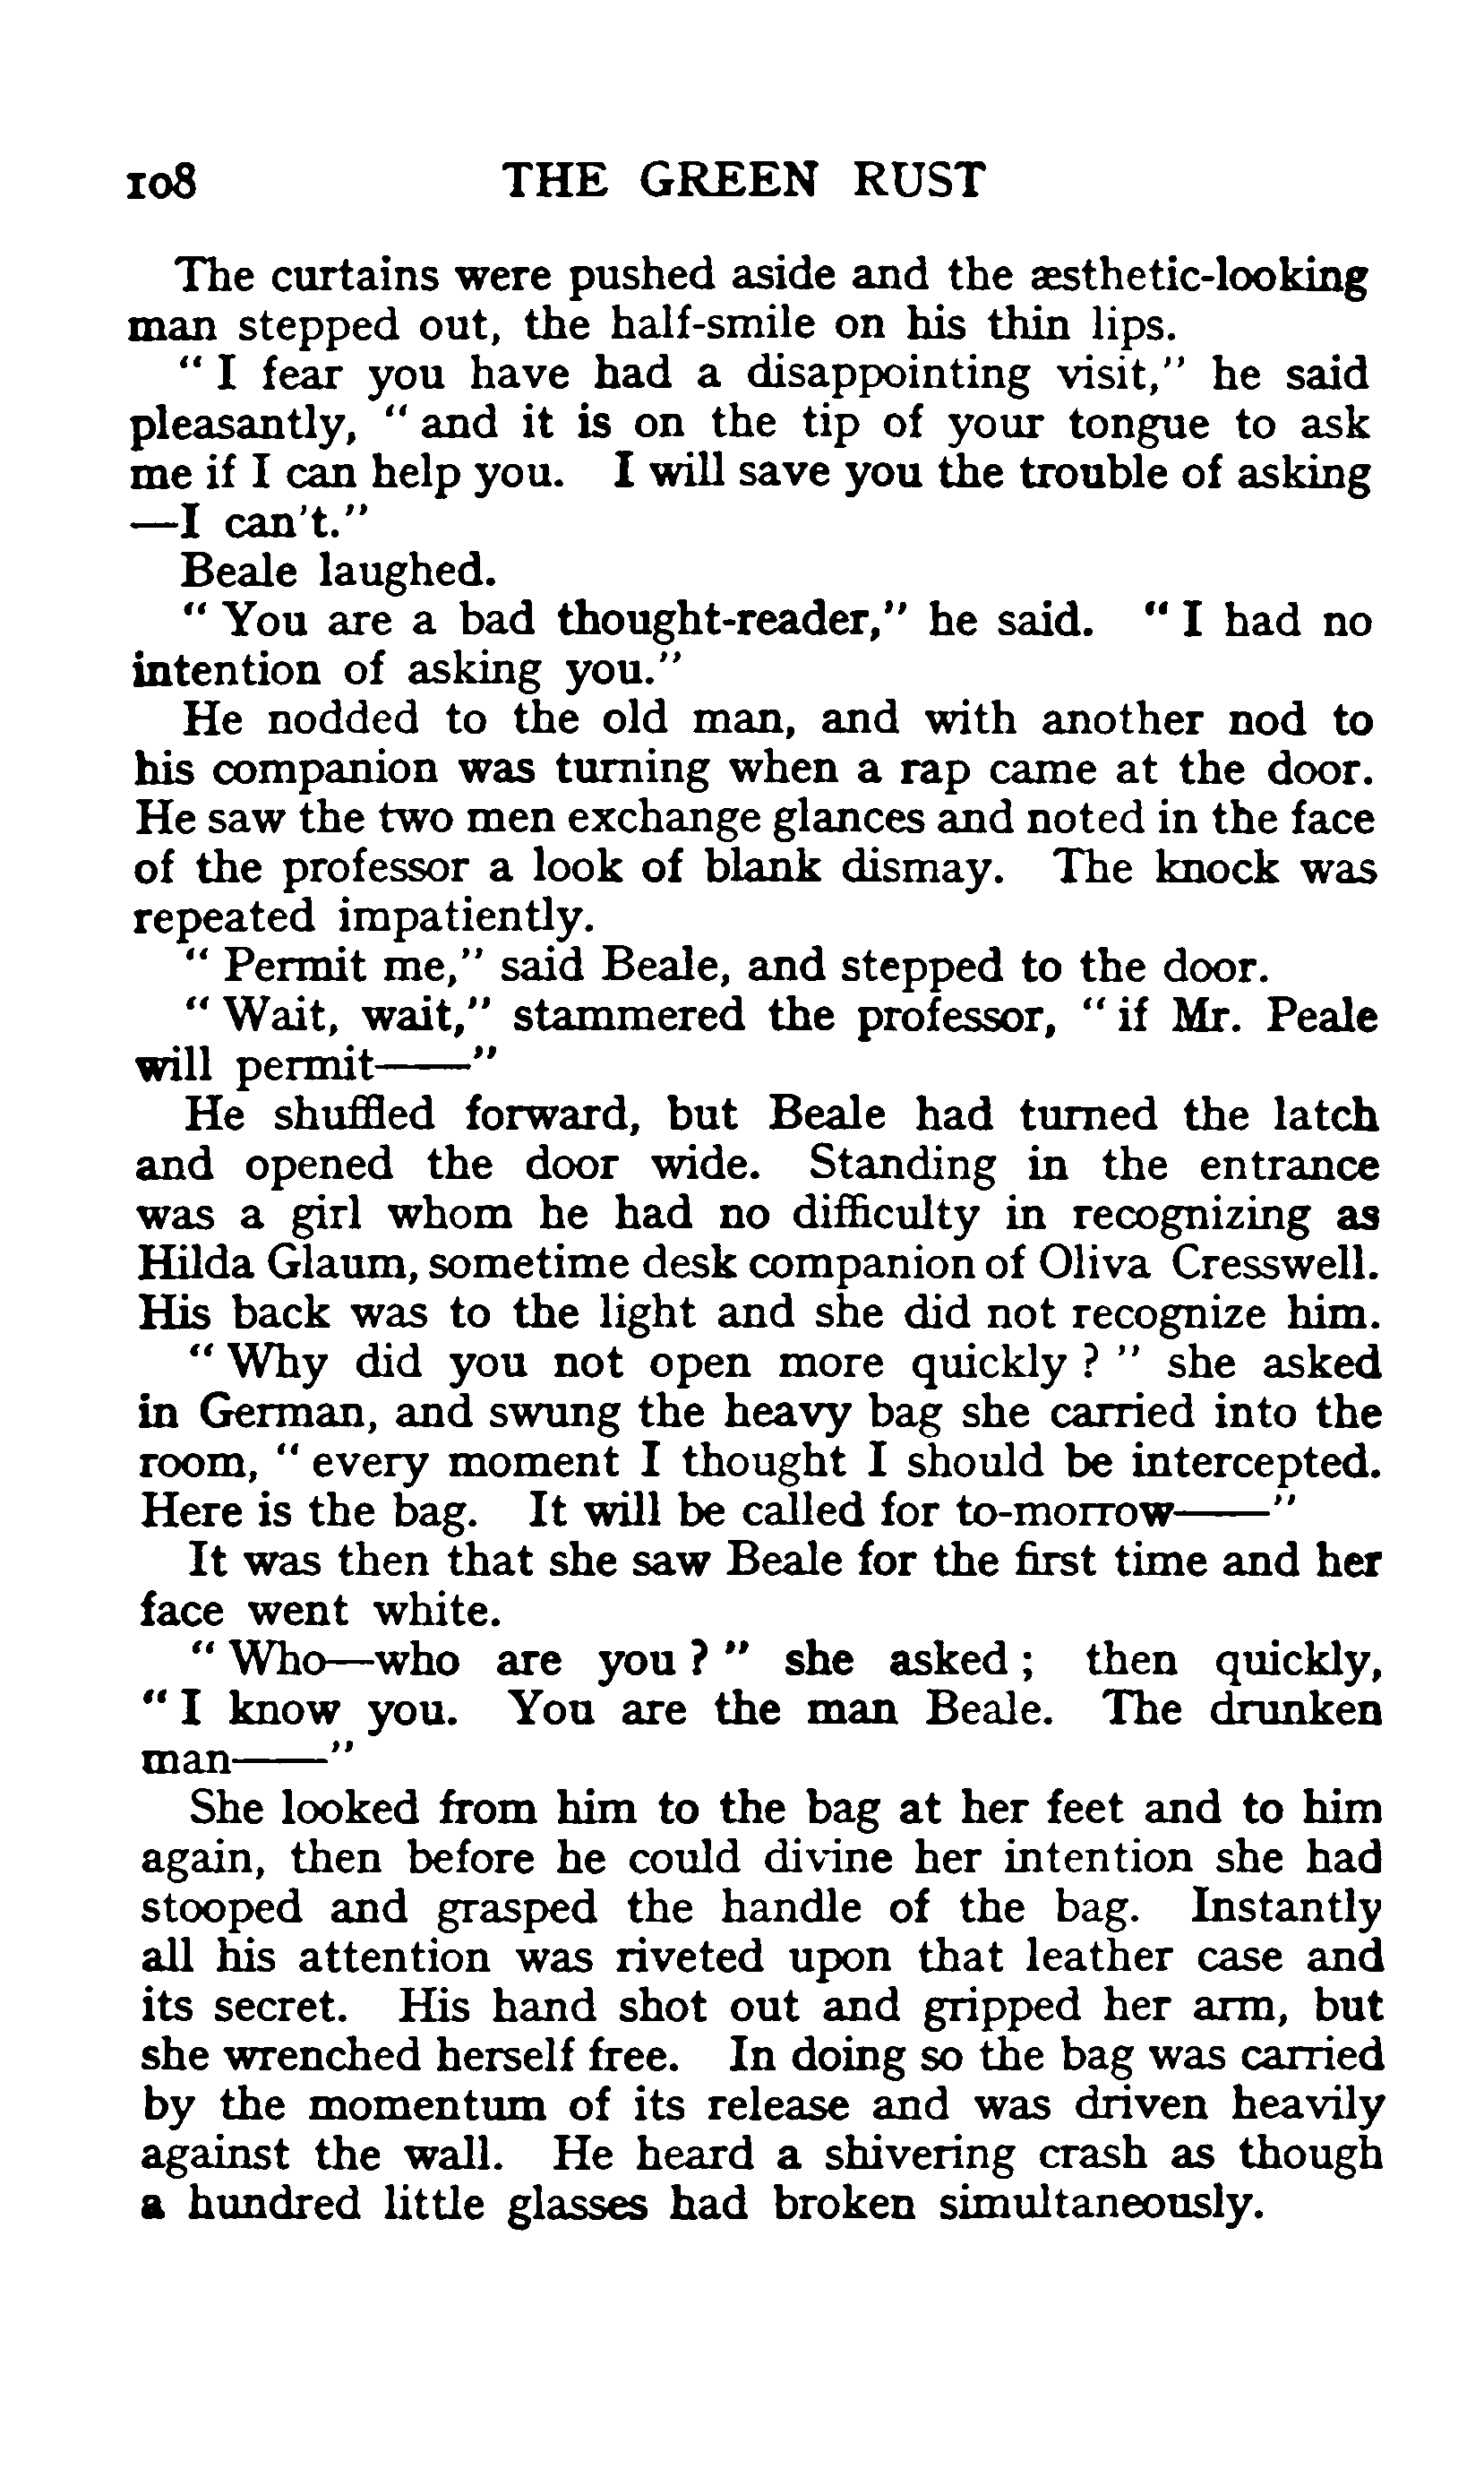 108 THE GREEN RUST
The curtains were pushed aside and the æsthetic-looking
man stepped out, the half-smile on his thin lips.
" I fear you have had a disappointing visit," he said
pleasantly, " and it is on the tip of your tongue to ask
me if I can help you. I will save you the trouble of asking
—I can't."
Beale laughed.
" You are a bad thought-reader," he said. " I had no
intention of asking you."
He nodded to the old man, and with another nod to
his companion was turning when a rap came at the door.
He saw the two men exchange glances and noted in the face
of the professor a look of blank dismay. The knock was
repeated impatiently.
" Permit me," said Beale, and stepped to the door.
" Wait, wait," stammered the professor, " if Mr. Peale
will permit——"
He shuffled forward, but Beale had turned the latch
and opened the door wide. Standing in the entrance
was a girl whom he had no difficulty in recognizing as
Hilda Glaum, sometime desk companion of Oliva Cresswell.
His back was to the light and she did not recognize him.
" Why did you not open more quickly ? " she asked
in German, and swung the heavy bag she carried into the
room, " every moment I thought I should be intercepted.
Here is the bag. It will be called for to-morrow——"
It was then that she saw Beale for the first time and her
face went white.
" Who—who are you ? " she asked ; then quickly,
" I know you. You are the man Beale. The drunken
man——"
She looked from him to the bag at her feet and to him
again, then before he could divine her intention she had
stooped and grasped the handle of the bag. Instantly
all his attention was riveted upon that leather case and
its secret. His hand shot out and gripped her arm, but
she wrenched herself free. In doing so the bag was carried
by the momentum of its release and was driven heavily
against the wall. He heard a shivering crash as though
a hundred little glasses had broken simultaneously.